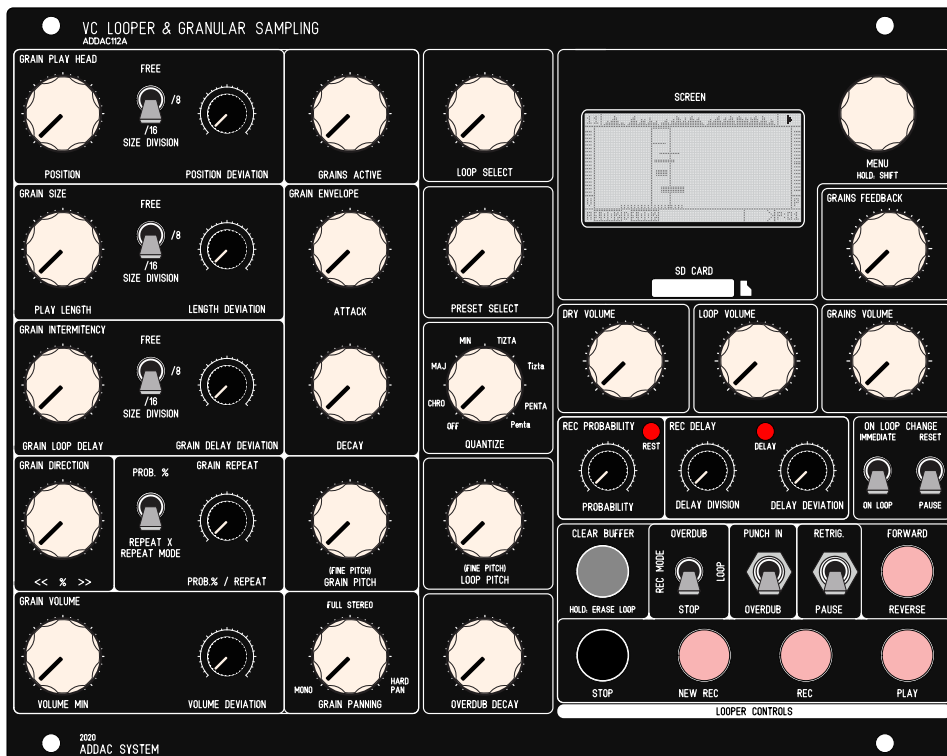 VC LOOPER & GRANULAR SAMPLING
ADDAC112A
GRAIN PLAY HEAD
FREE
/8
/16
SIZE DIVISION
POSITION
POSITION DEVIATION
GRAINS ACTIVE
LOOP SELECT
SCREEN
MENU
HOLD: SHIFT
GRAIN SIZE
FREE
/8
/16
SIZE DIVISION
PLAY LENGTH
LENGTH DEVIATION
GRAIN ENVELOPE
ATTACK
PRESET SELECT
SD CARD
GRAINS FEEDBACK
GRAIN INTERMITENCY
FREE
/8
/16
SIZE DIVISION
GRAIN LOOP DELAY
GRAIN DELAY DEVIATION
DECAY
MIN
TIZTA
MAJ
Tizta
CHRO
PENTA
OFF
Penta
QUANTIZE
DRY VOLUME
LOOP VOLUME
GRAINS VOLUME
REC PROBABILITY
REST
PROBABILITY
REC DELAY
DELAY
DELAY DIVISION
DELAY DEVIATION
ON LOOP CHANGE
IMMEDIATE
RESET
ON LOOP
PAUSE
GRAIN DIRECTION
<< % >>
PROB. %
REPEAT X
REPEAT MODE
GRAIN REPEAT
PROB.% / REPEAT
(FINE PITCH)
GRAIN PITCH
(FINE PITCH)
LOOP PITCH
CLEAR BUFFER
HOLD: ERASE LOOP
OVERDUB
REC MODE
LOOP
STOP
PUNCH IN
OVERDUB
RETRIG.
PAUSE
FORWARD
REVERSE
GRAIN VOLUME
VOLUME MIN
VOLUME DEVIATION
FULL STEREO
MONO
HARD
PAN
GRAIN PANNING
OVERDUB DECAY
STOP
NEW REC
REC
PLAY
LOOPER CONTROLS
2020
ADDAC SYSTEM